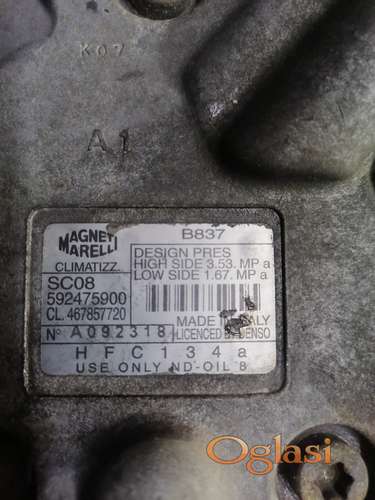 K07
A1
MAGNETI MARELLI
CLIMATIZZ.
B837
DESIGN PRES
HIGH SIDE 3.53. MP a
LOW SIDE 1.67. MP a
SC08
592475900
CL. 467857720
N° A092318
MADE IN ITALY
LICENCED BY DENSO
HFC134a
USE ONLY ND-OIL 8
Oglasi